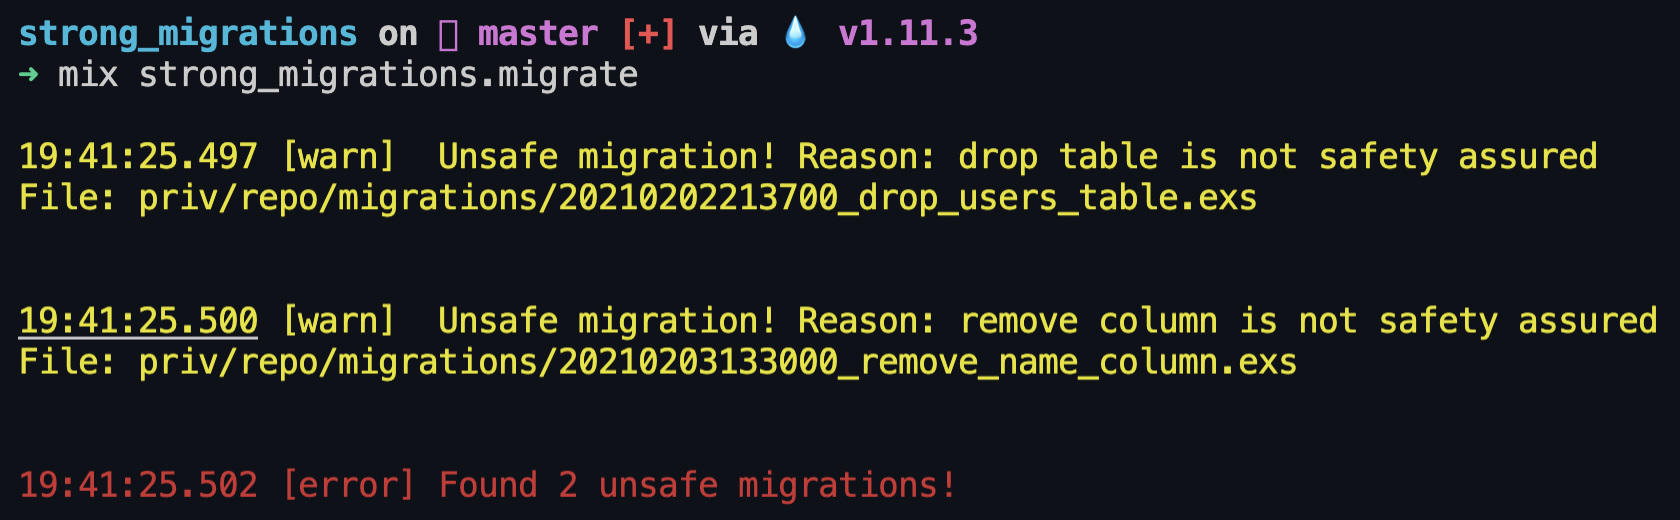 strong_migrations on master [+] via 💧 v1.11.3
➜ mix strong_migrations.migrate
19:41:25.497 [warn]  Unsafe migration! Reason: drop table is not safety assured
File: priv/repo/migrations/20210202213700_drop_users_table.exs
19:41:25.500 [warn]  Unsafe migration! Reason: remove column is not safety assured
File: priv/repo/migrations/20210203133000_remove_name_column.exs
19:41:25.502 [error] Found 2 unsafe migrations!